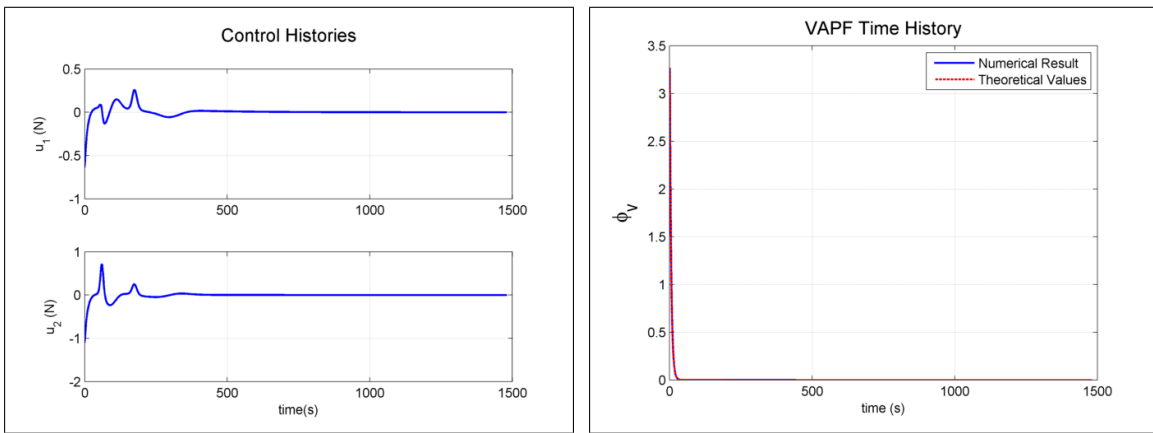 Control Histories
0.5
0
-0.5
-1
u1 (N)
0 500 1000 1500
1
0
-1
-2
u2 (N)
0 500 1000 1500
time(s)
VAPF Time History
Numerical Result
Theoretical Values
3.5
3
2.5
2
1.5
1
0.5
0
ϕV
0 500 1000 1500
time (s)